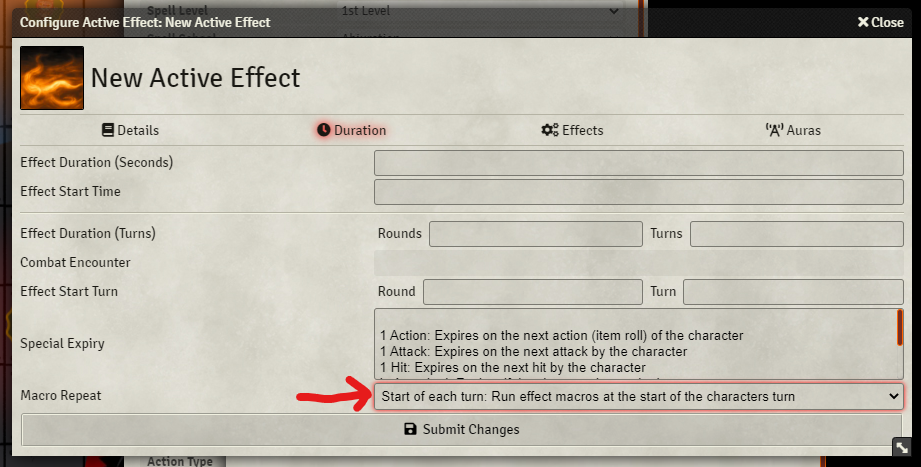 Spell Level
1st Level
Configure Active Effect: New Active Effect
Close
New Active Effect
Details
Duration
Effects
Auras
Effect Duration (Seconds)
Effect Start Time
Effect Duration (Turns)
Rounds
Turns
Combat Encounter
Effect Start Turn
Round
Turn
Special Expiry
1 Action: Expires on the next action (item roll) of the character
1 Attack: Expires on the next attack by the character
1 Hit: Expires on the next hit by the character
Macro Repeat
Start of each turn: Run effect macros at the start of the characters turn
Submit Changes
Action Type